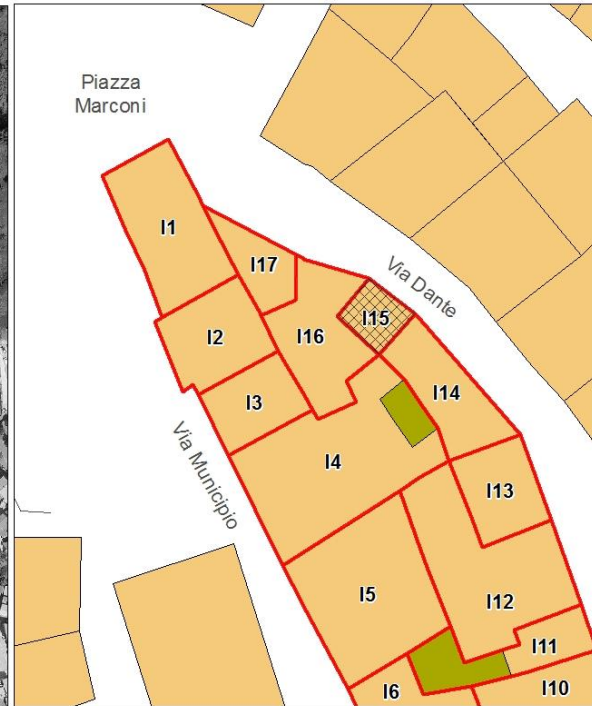 Piazza
Marconi
I1
I17
Via Dante
I2
I16
I15
I3
I14
Via Municipio
I4
I13
I5
I12
I11
I6
I10